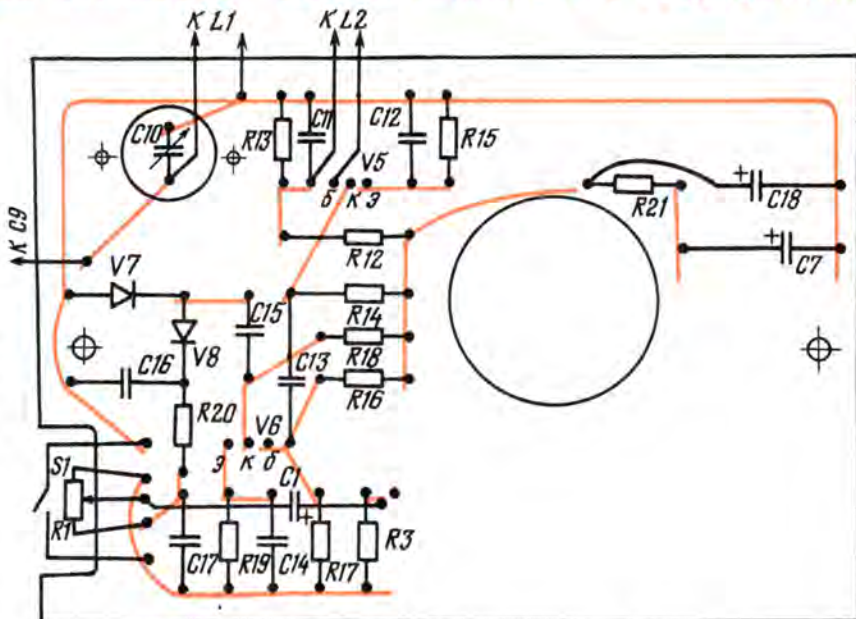 К L1
К L2
C10
R13
C11
C12
R15
V5
б
К
Э
R21
C18
+
К C9
R12
C7
+
V7
C15
R14
V8
C13
R18
C16
R16
R20
V6
Э
К
б
S1
C1
+
R1
C17
R19
C14
R17
R3